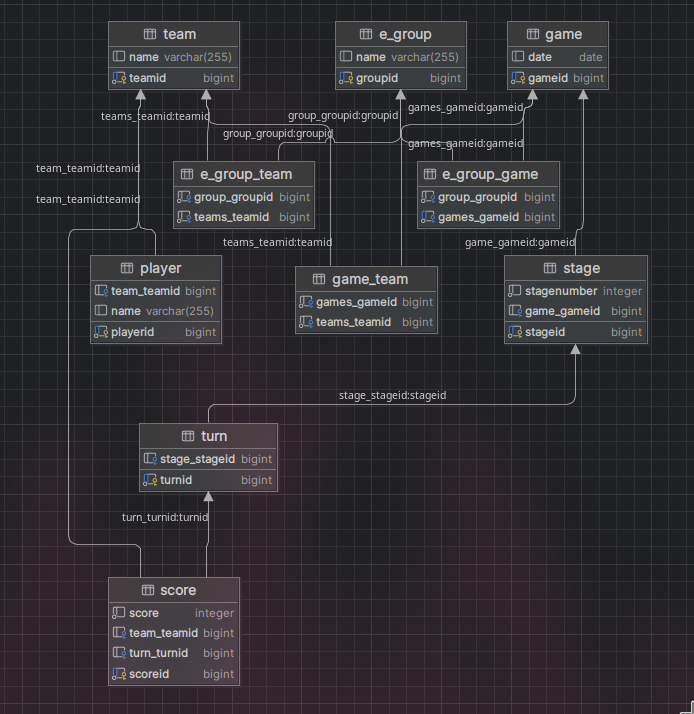 team
name varchar(255)
teamid bigint
e_group
name varchar(255)
groupid bigint
game
date date
gameid bigint
teams_teamid:teamid
group_groupid:groupid
games_gameid:gameid
group_groupid:groupid
games_gameid:gameid
team_teamid:teamid
team_teamid:teamid
e_group_team
group_groupid bigint
teams_teamid bigint
e_group_game
group_groupid bigint
games_gameid bigint
teams_teamid:teamid
game_gameid:gameid
player
team_teamid bigint
name varchar(255)
playerid bigint
game_team
games_gameid bigint
teams_teamid bigint
stage
stagenumber integer
game_gameid bigint
stageid bigint
stage_stageid:stageid
turn
stage_stageid bigint
turnid bigint
turn_turnid:turnid
score
score integer
team_teamid bigint
turn_turnid bigint
scoreid bigint